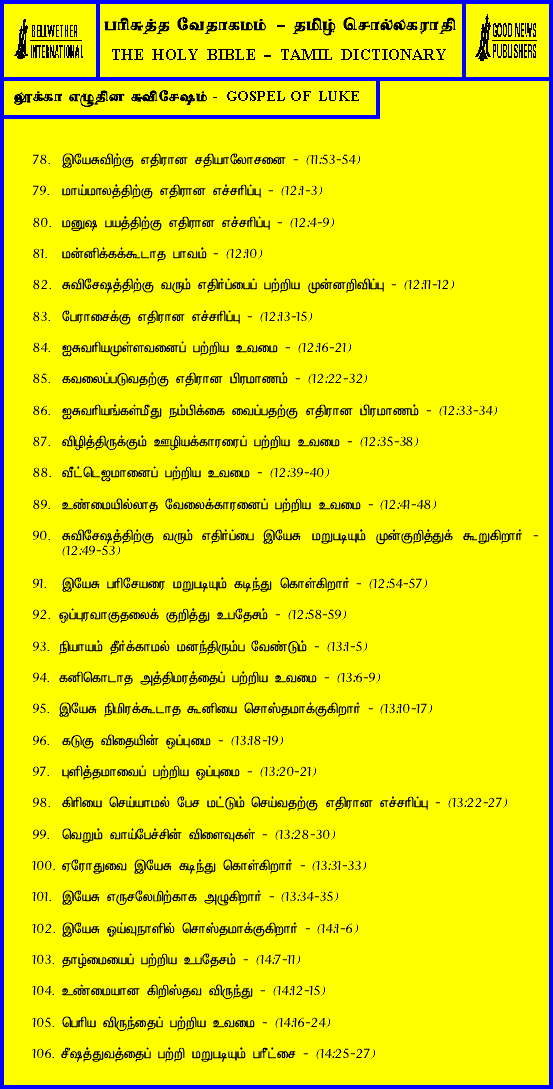 BELLWETHER
INTERNATIONAL
பரிசுத்த வேதாகமம் – தமிழ் சொல்லகராதி
THE HOLY BIBLE – TAMIL DICTIONARY
GOOD NEWS
PUBLISHERS
லூக்கா எழுதின சுவிசேஷம் - GOSPEL OF LUKE
78. இயேசுவிற்கு எதிரான சதியாலோசனை - (11:53-54)
79. மாய்மாலத்திற்கு எதிரான எச்சரிப்பு - (12:1-3)
80. மனுஷ பயத்திற்கு எதிரான எச்சரிப்பு - (12:4-9)
81. மன்னிக்கக்கூடாத பாவம் - (12:10)
82. சுவிசேஷத்திற்கு வரும் எதிர்ப்பைப் பற்றிய முன்னறிவிப்பு - (12:11-12)
83. பேராசைக்கு எதிரான எச்சரிப்பு - (12:13-15)
84. ஐசுவரியமுள்ளவனைப் பற்றிய உவமை - (12:16-21)
85. கவலைப்படுவதற்கு எதிரான பிரமாணம் - (12:22-32)
86. ஐசுவரியங்கள்மீது நம்பிக்கை வைப்பதற்கு எதிரான பிரமாணம் - (12:33-34)
87. விழித்திருக்கும் ஊழியக்காரரைப் பற்றிய உவமை - (12:35-38)
88. வீட்டெஜமானைப் பற்றிய உவமை - (12:39-40)
89. உண்மையில்லாத வேலைக்காரனைப் பற்றிய உவமை - (12:41-48)
90. சுவிசேஷத்திற்கு வரும் எதிர்ப்பை இயேசு மறுபடியும் முன்குறித்துக் கூறுகிறார் -
(12:49-53)
91. இயேசு பரிசேயரை மறுபடியும் கடிந்து கொள்கிறார் - (12:54-57)
92. ஒப்புரவாகுதலைக் குறித்து உபதேசம் - (12:58-59)
93. நியாயம் தீர்க்காமல் மனந்திரும்ப வேண்டும் - (13:1-5)
94. கனிகொடாத அத்திமரத்தைப் பற்றிய உவமை - (13:6-9)
95. இயேசு நிமிரக்கூடாத கூனியை சொஸ்தமாக்குகிறார் - (13:10-17)
96. கடுகு விதையின் ஒப்புமை - (13:18-19)
97. புளித்தமாவைப் பற்றிய ஒப்புமை - (13:20-21)
98. கிரியை செய்யாமல் பேச மட்டும் செய்வதற்கு எதிரான எச்சரிப்பு - (13:22-27)
99. வெறும் வாய்பேச்சின் விளைவுகள் - (13:28-30)
100. ஏரோதுவை இயேசு கடிந்து கொள்கிறார் - (13:31-33)
101. இயேசு எருசலேமிற்காக அழுகிறார் - (13:34-35)
102. இயேசு ஓய்வுநாளில் சொஸ்தமாக்குகிறார் - (14:1-6)
103. தாழ்மையைப் பற்றிய உபதேசம் - (14:7-11)
104. உண்மையான கிறிஸ்தவ விருந்து - (14:12-15)
105. பெரிய விருந்தைப் பற்றிய உவமை - (14:16-24)
106. சீஷத்துவத்தைப் பற்றி மறுபடியும் பரீட்சை - (14:25-27)